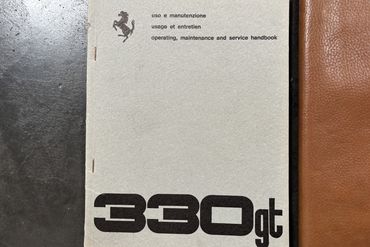 uso e manutenzione
usage et entretien
operating, maintenance and service handbook
330gt